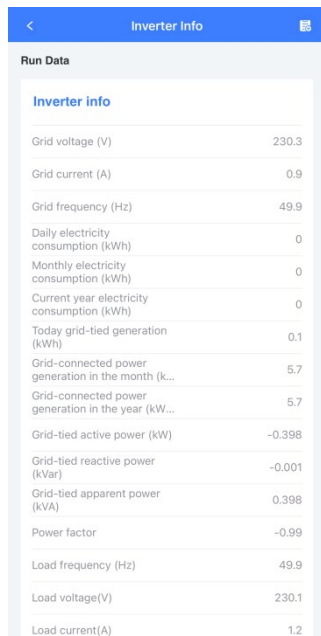 Inverter Info
Run Data
Inverter info
Grid voltage (V) 230.3
Grid current (A) 0.9
Grid frequency (Hz) 49.9
Daily electricity
consumption (kWh) 0
Monthly electricity
consumption (kWh) 0
Current year electricity
consumption (kWh) 0
Today grid-tied generation
(kWh) 0.1
Grid-connected power
generation in the month (k... 5.7
Grid-connected power
generation in the year (kW... 5.7
Grid-tied active power (kW) -0.398
Grid-tied reactive power
(kVar) -0.001
Grid-tied apparent power
(kVA) 0.398
Power factor -0.99
Load frequency (Hz) 49.9
Load voltage(V) 230.1
Load current(A) 1.2